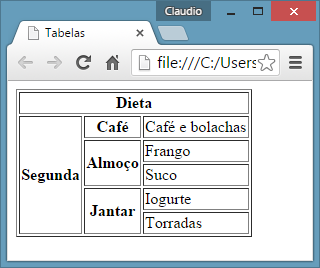 Claudio
Tabelas
file:///C:/Users
Dieta
Segunda
Café
Café e bolachas
Almoço
Frango
Suco
Jantar
Iogurte
Torradas